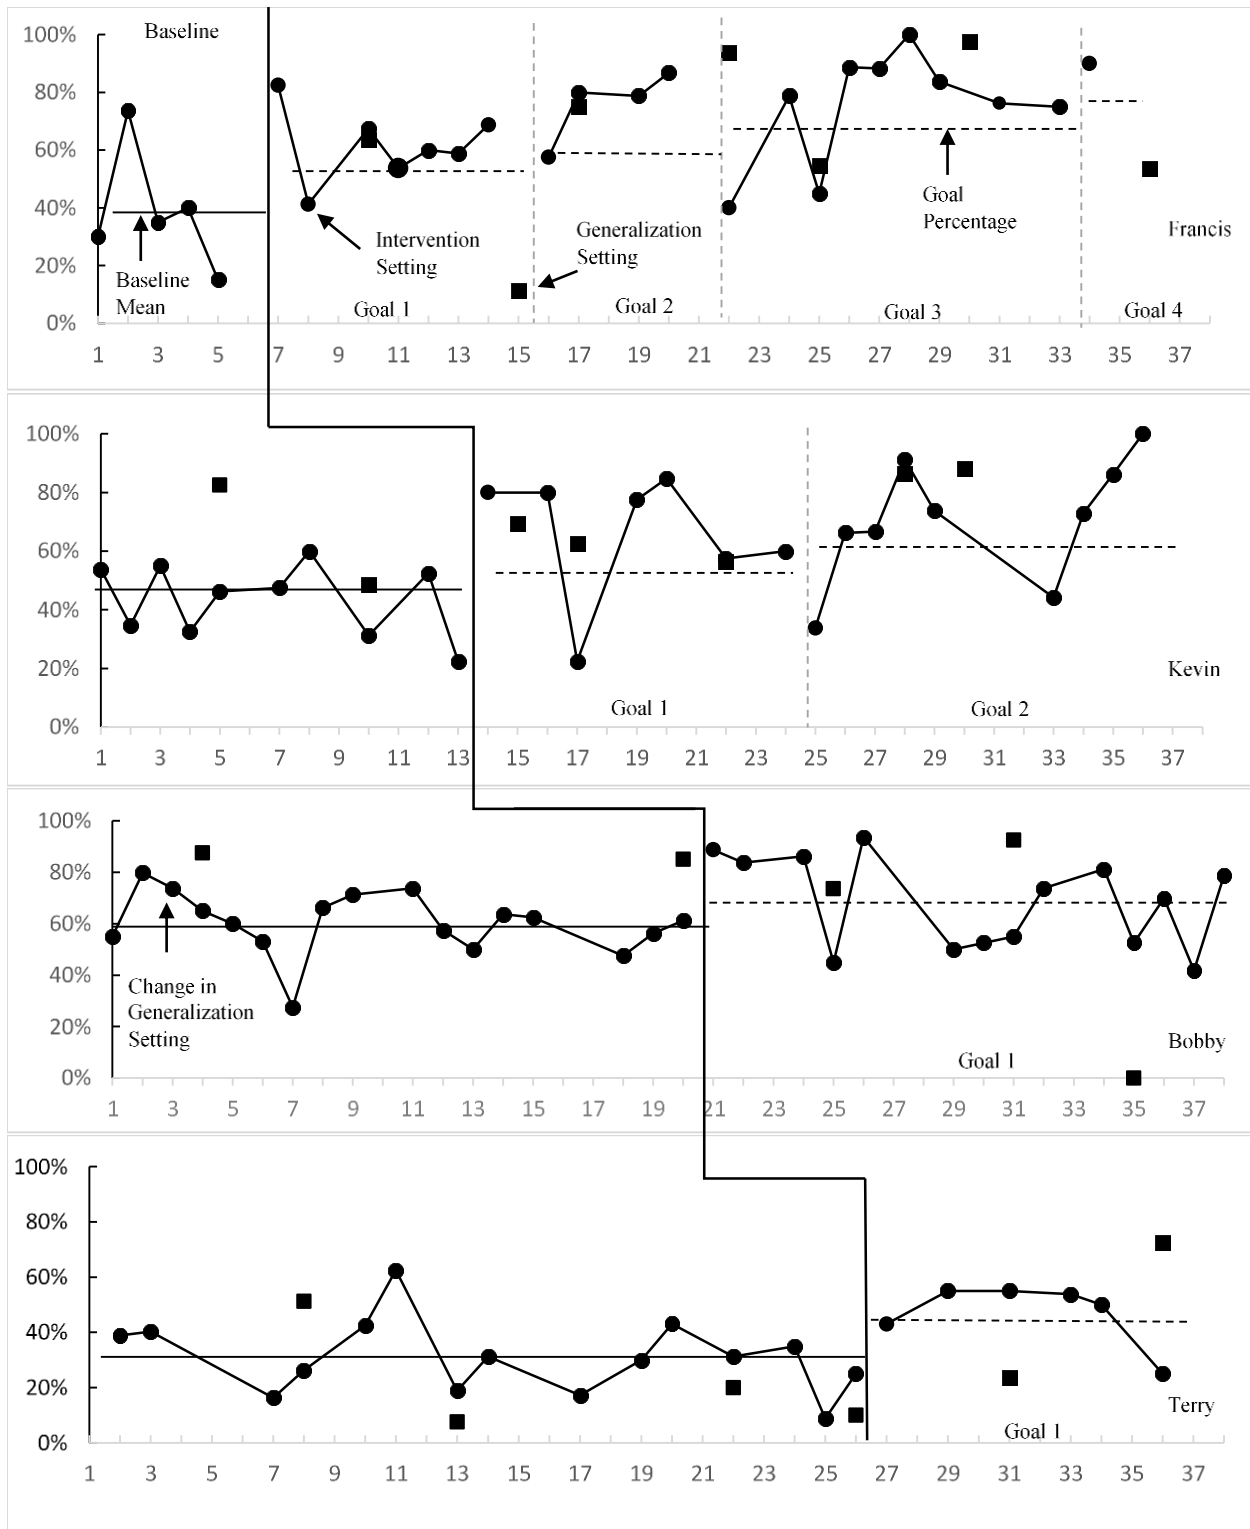 Baseline
100%
80%
60%
40%
20%
0%
Baseline
Mean
Intervention
Setting
Generalization
Setting
Goal
Percentage
Francis
Goal 1
Goal 2
Goal 3
Goal 4
1 3 5 7 9 11 13 15 17 19 21 23 25 27 29 31 33 35 37
100%
80%
60%
40%
20%
0%
Kevin
Goal 1
Goal 2
1 3 5 7 9 11 13 15 17 19 21 23 25 27 29 31 33 35 37
100%
80%
60%
40%
20%
0%
Change in
Generalization
Setting
Bobby
Goal 1
1 3 5 7 9 11 13 15 17 19 21 23 25 27 29 31 33 35 37
100%
80%
60%
40%
20%
0%
Terry
Goal 1
1 3 5 7 9 11 13 15 17 19 21 23 25 27 29 31 33 35 37